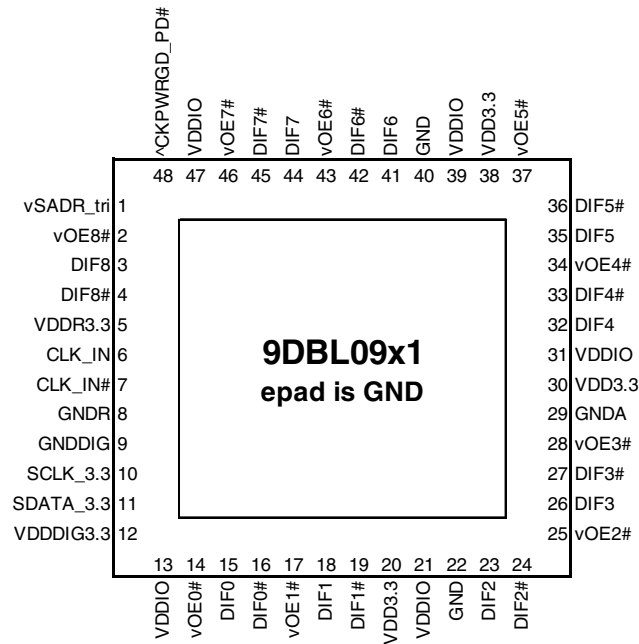 ^CKPWRGD_PD#
VDDIO
vOE7#
DIF7#
DIF7
vOE6#
DIF6#
DIF6
GND
VDDIO
VDD3.3
vOE5#
48 47 46 45 44 43 42 41 40 39 38 37
vSADR_tri 1
vOE8# 2
DIF8 3
DIF8# 4
VDDR3.3 5
CLK_IN 6
CLK_IN# 7
GNDR 8
GNDDIG 9
SCLK_3.3 10
SDATA_3.3 11
VDDDIG3.3 12
9DBL09x1
epad is GND
36 DIF5#
35 DIF5
34 vOE4#
33 DIF4#
32 DIF4
31 VDDIO
30 VDD3.3
29 GNDA
28 vOE3#
27 DIF3#
26 DIF3
25 vOE2#
13 14 15 16 17 18 19 20 21 22 23 24
VDDIO
vOE0#
DIF0
DIF0#
vOE1#
DIF1
DIF1#
VDD3.3
VDDIO
GND
DIF2
DIF2#